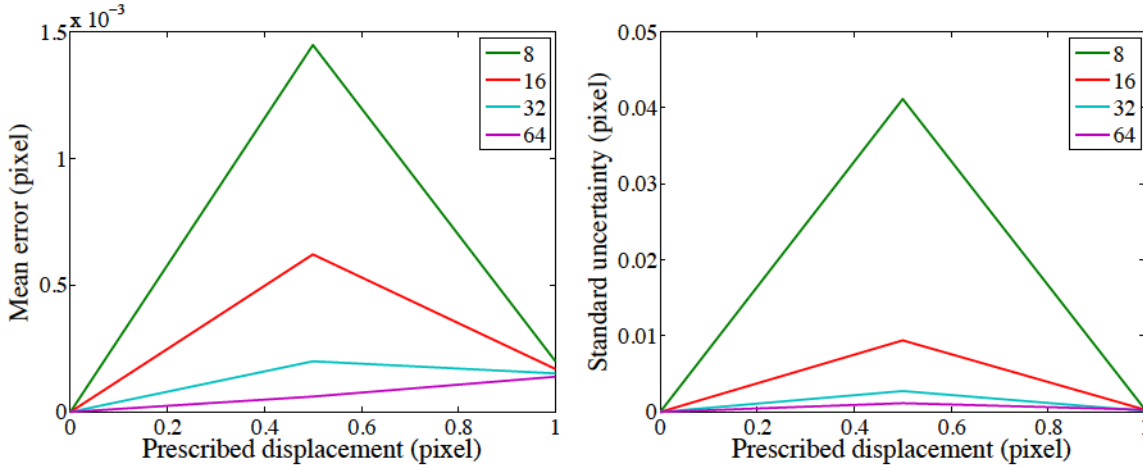 x 10⁻³
1.5
1
0.5
0
Mean error (pixel)
0 0.2 0.4 0.6 0.8 1
Prescribed displacement (pixel)
8
16
32
64
0.05
0.04
0.03
0.02
0.01
0
Standard uncertainty (pixel)
0 0.2 0.4 0.6 0.8 1
Prescribed displacement (pixel)
8
16
32
64